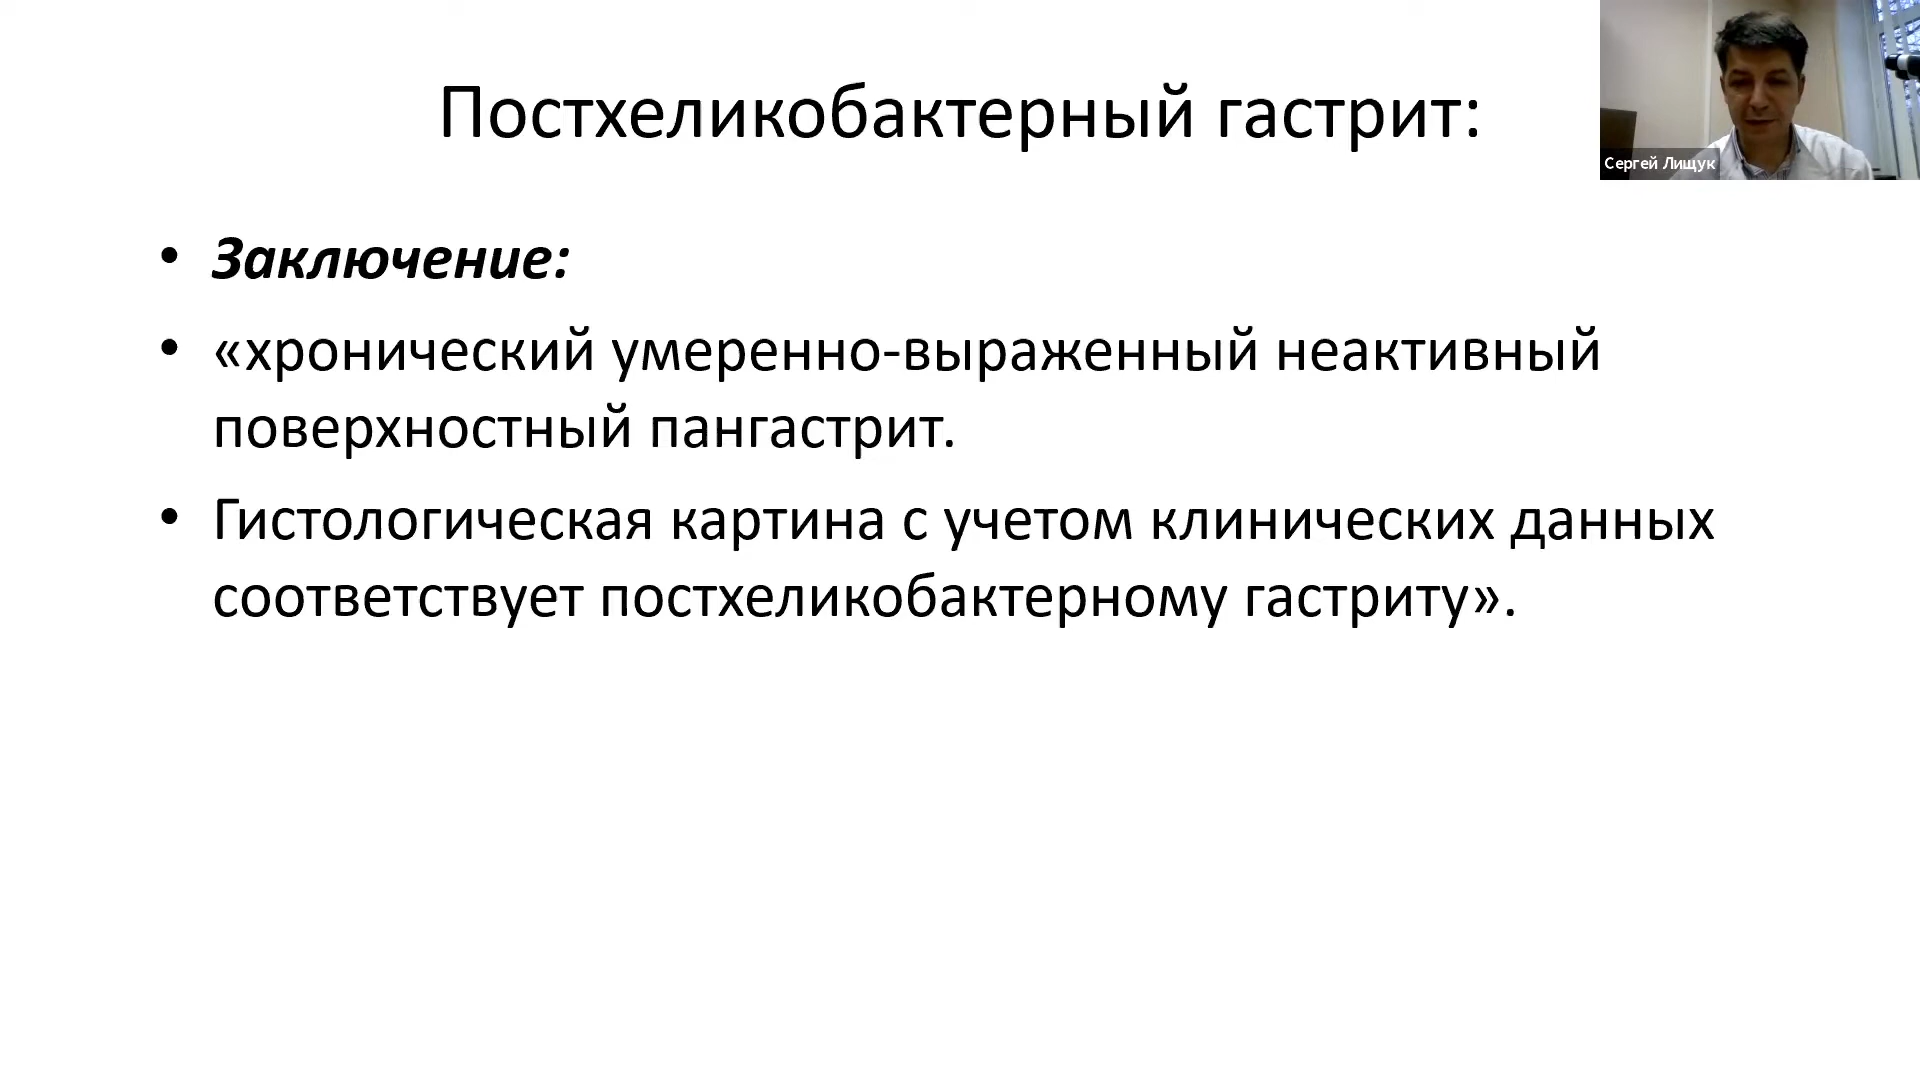 Постхеликобактерный гастрит:
Сергей Лищук
• Заключение:
• «хронический умеренно-выраженный неактивный
поверхностный пангастрит.
• Гистологическая картина с учетом клинических данных
соответствует постхеликобактерному гастриту».